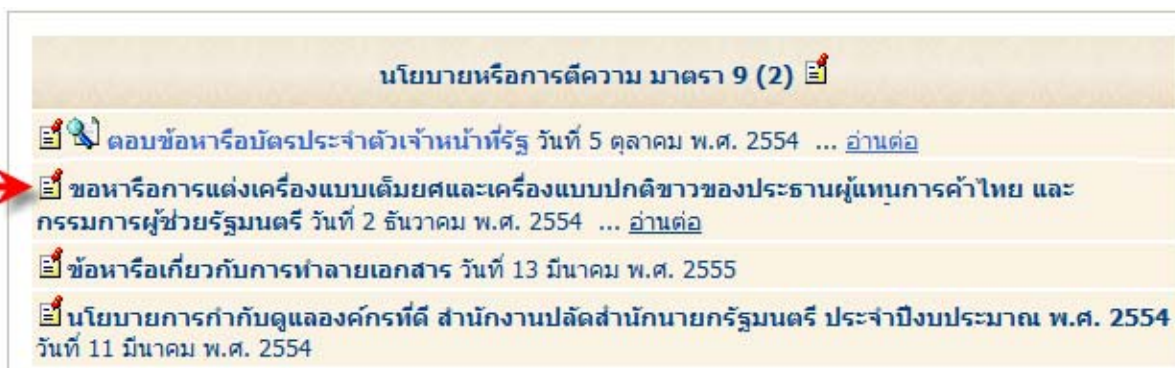 นโยบายหรือการตีความ มาตรา 9 (2)
ตอบข้อหารือบัตรประจำตัวเจ้าหน้าที่รัฐ วันที่ 5 ตุลาคม พ.ศ. 2554 ... อ่านต่อ
ขอหารือการแต่งเครื่องแบบเต็มยศและเครื่องแบบปกติขาวของประธานผู้แทนการค้าไทย และ
กรรมการผู้ช่วยรัฐมนตรี วันที่ 2 ธันวาคม พ.ศ. 2554 ... อ่านต่อ
ข้อหารือเกี่ยวกับการทำลายเอกสาร วันที่ 13 มีนาคม พ.ศ. 2555
นโยบายการกำกับดูแลองค์กรที่ดี สำนักงานปลัดสำนักนายกรัฐมนตรี ประจำปีงบประมาณ พ.ศ. 2554
วันที่ 11 มีนาคม พ.ศ. 2554